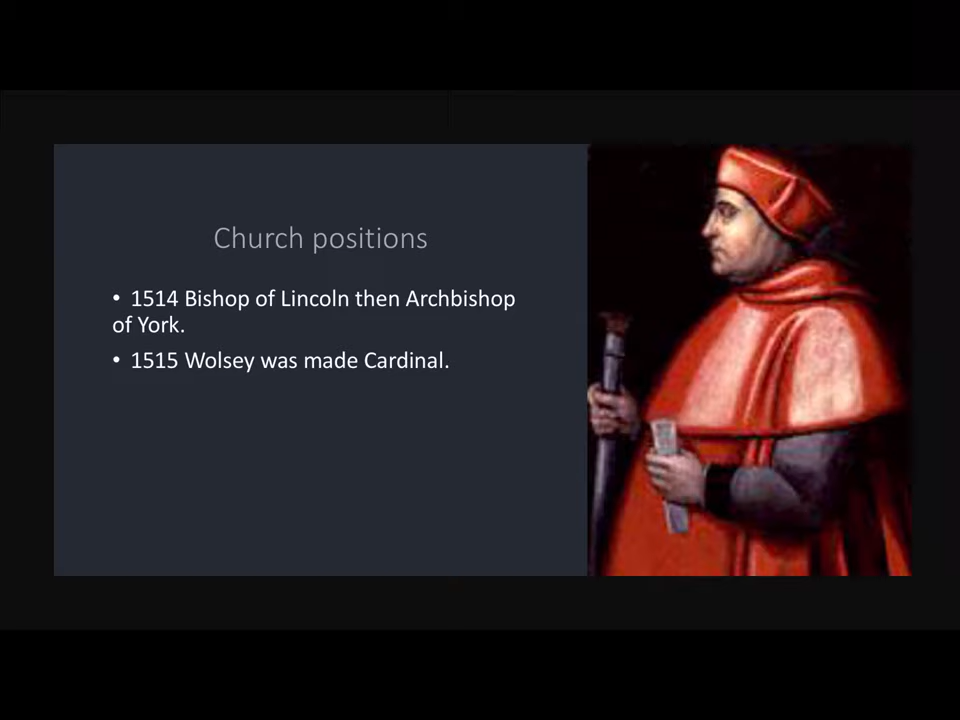 Church positions
• 1514 Bishop of Lincoln then Archbishop
of York.
• 1515 Wolsey was made Cardinal.